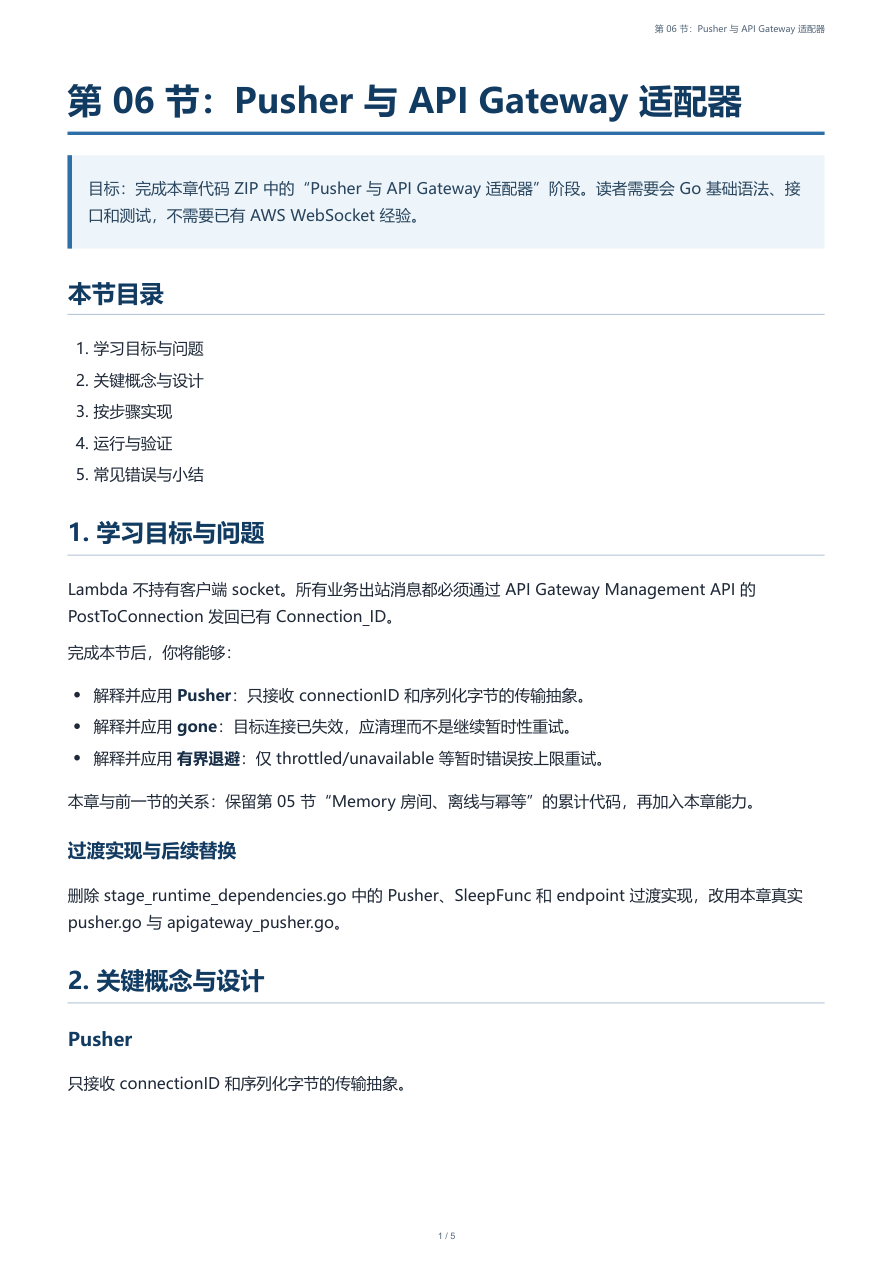 第 06 节：Pusher 与 API Gateway 适配器
第 06 节：Pusher 与 API Gateway 适配器
目标：完成本章代码 ZIP 中的“Pusher 与 API Gateway 适配器”阶段。读者需要会 Go 基础语法、接
口和测试，不需要已有 AWS WebSocket 经验。
本节目录
1. 学习目标与问题
2. 关键概念与设计
3. 按步骤实现
4. 运行与验证
5. 常见错误与小结
1. 学习目标与问题
Lambda 不持有客户端 socket。所有业务出站消息都必须通过 API Gateway Management API 的
PostToConnection 发回已有 Connection_ID。
完成本节后，你将能够：
• 解释并应用 Pusher：只接收 connectionID 和序列化字节的传输抽象。
• 解释并应用 gone：目标连接已失效，应清理而不是继续暂时性重试。
• 解释并应用 有界退避：仅 throttled/unavailable 等暂时错误按上限重试。
本章与前一节的关系：保留第 05 节“Memory 房间、离线与幂等”的累计代码，再加入本章能力。
过渡实现与后续替换
删除 stage_runtime_dependencies.go 中的 Pusher、SleepFunc 和 endpoint 过渡实现，改用本章真实
pusher.go 与 apigateway_pusher.go。
2. 关键概念与设计
Pusher
只接收 connectionID 和序列化字节的传输抽象。
1 / 5